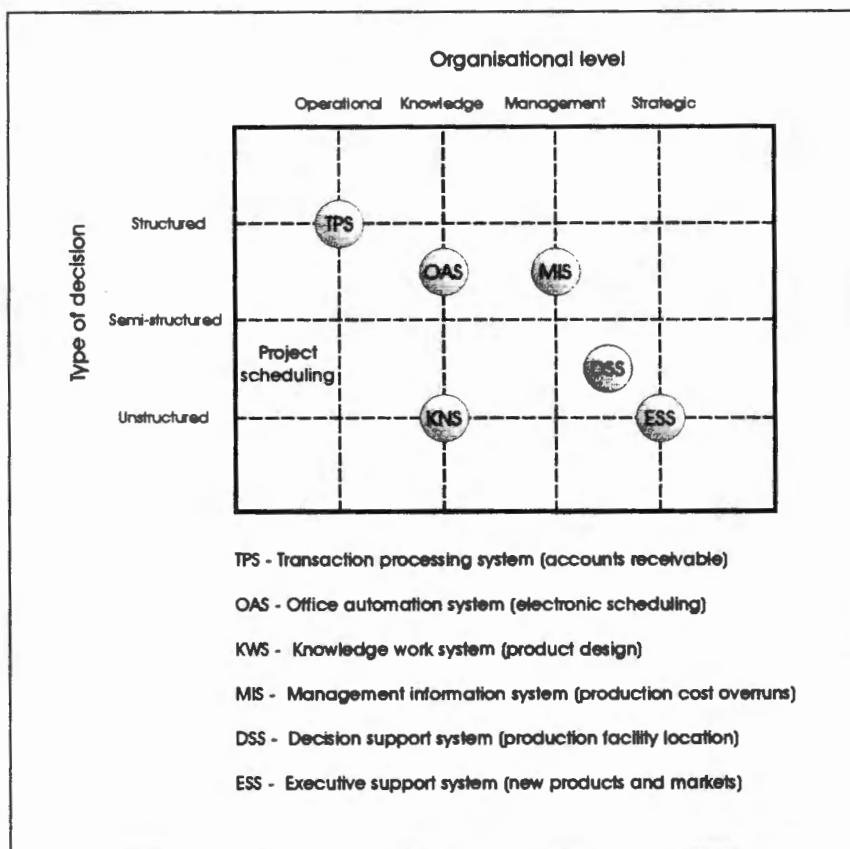 Organisational level
Operational Knowledge Management Strategic
Type of decision
Structured
TPS
OAS MIS
Semi-structured
Project
scheduling
DSS
Unstructured
KNS
ESS
TPS - Transaction processing system (accounts receivable)
OAS - Office automation system (electronic scheduling)
KWS - Knowledge work system (product design)
MIS - Management information system (production cost overruns)
DSS - Decision support system (production facility location)
ESS - Executive support system (new products and markets)